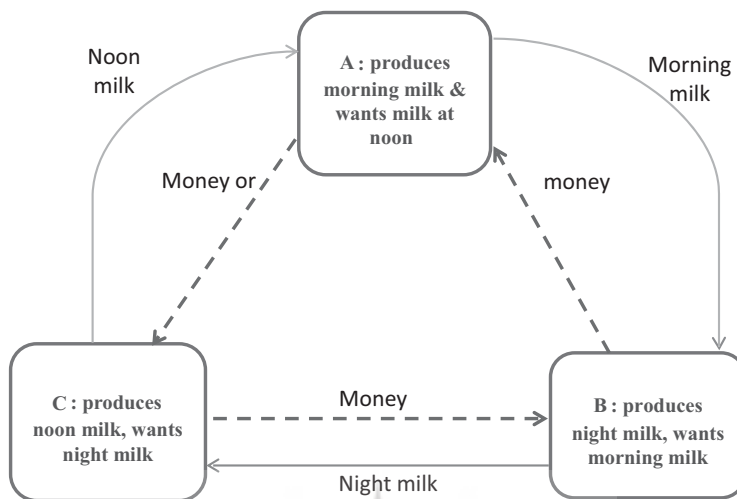 Noon
milk
A : produces
morning milk &
wants milk at
noon
Morning
milk
Money or
money
C : produces
noon milk, wants
night milk
Money
B : produces
night milk, wants
morning milk
Night milk